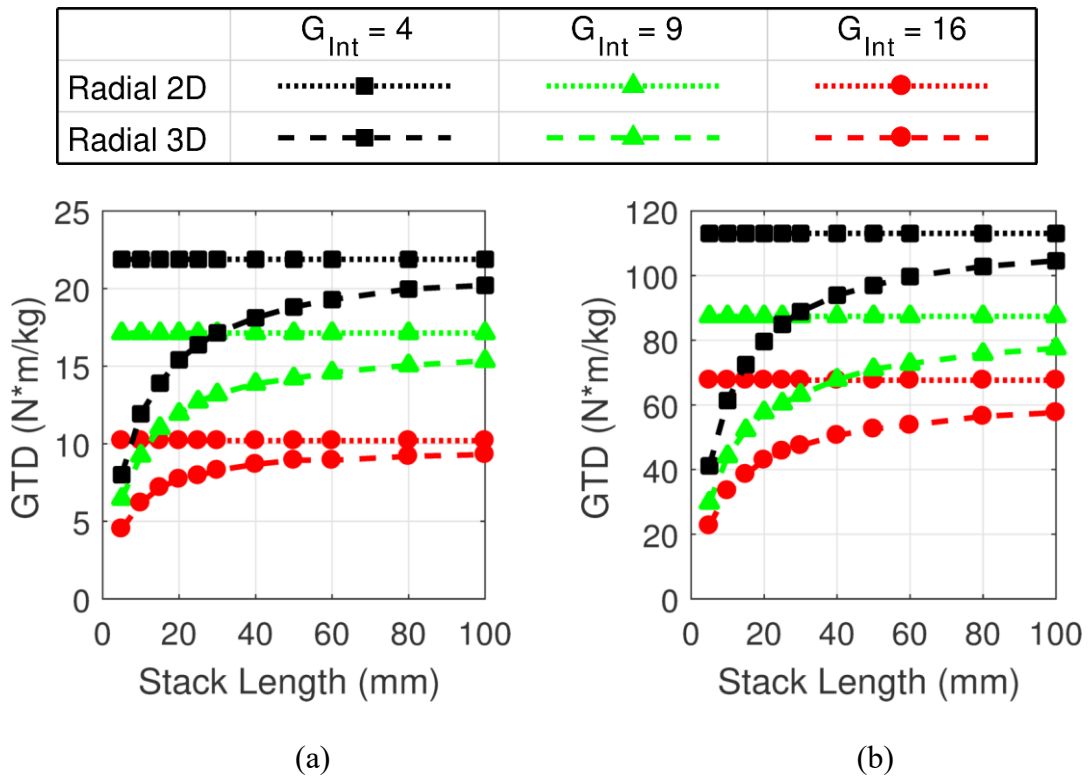 G_Int = 4 G_Int = 9 G_Int = 16
Radial 2D
Radial 3D
25
20
15
10
5
0
GTD (N*m/kg)
0 20 40 60 80 100
Stack Length (mm)
(a)
120
100
80
60
40
20
0
GTD (N*m/kg)
0 20 40 60 80 100
Stack Length (mm)
(b)